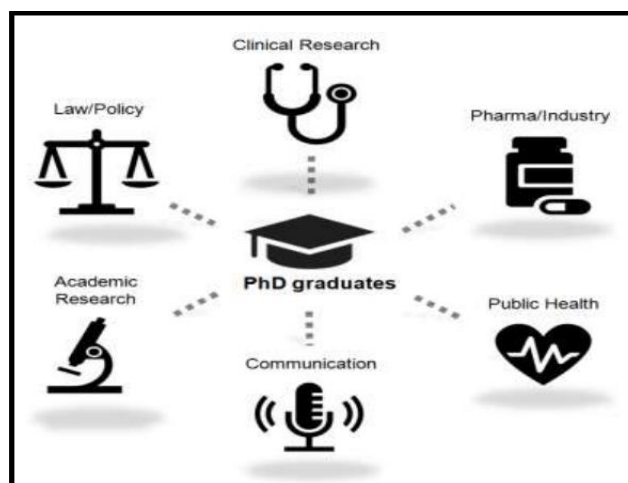 Clinical Research
Law/Policy
Pharma/Industry
PhD graduates
Academic
Research
Public Health
Communication